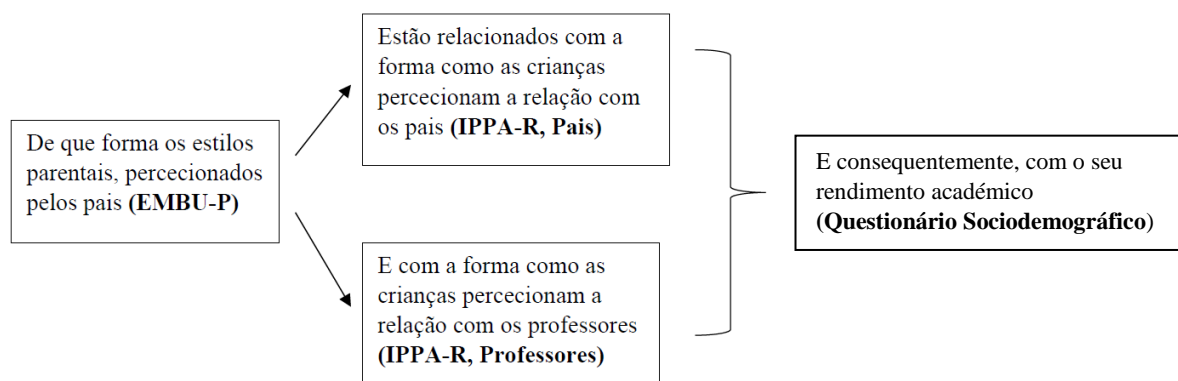 De que forma os estilos
parentais, percecionados
pelos pais (EMBU-P)
Estão relacionados com a
forma como as crianças
percecionam a relação com
os pais (IPPA-R, Pais)
E com a forma como as
crianças percecionam a
relação com os professores
(IPPA-R, Professores)
E consequentemente, com o seu
rendimento académico
(Questionário Sociodemográfico)